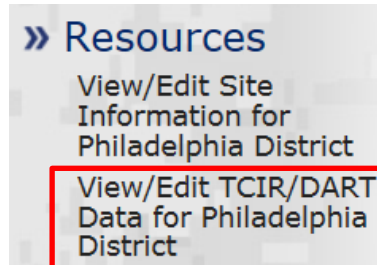 » Resources
View/Edit Site
Information for
Philadelphia District
View/Edit TCIR/DART
Data for Philadelphia
District